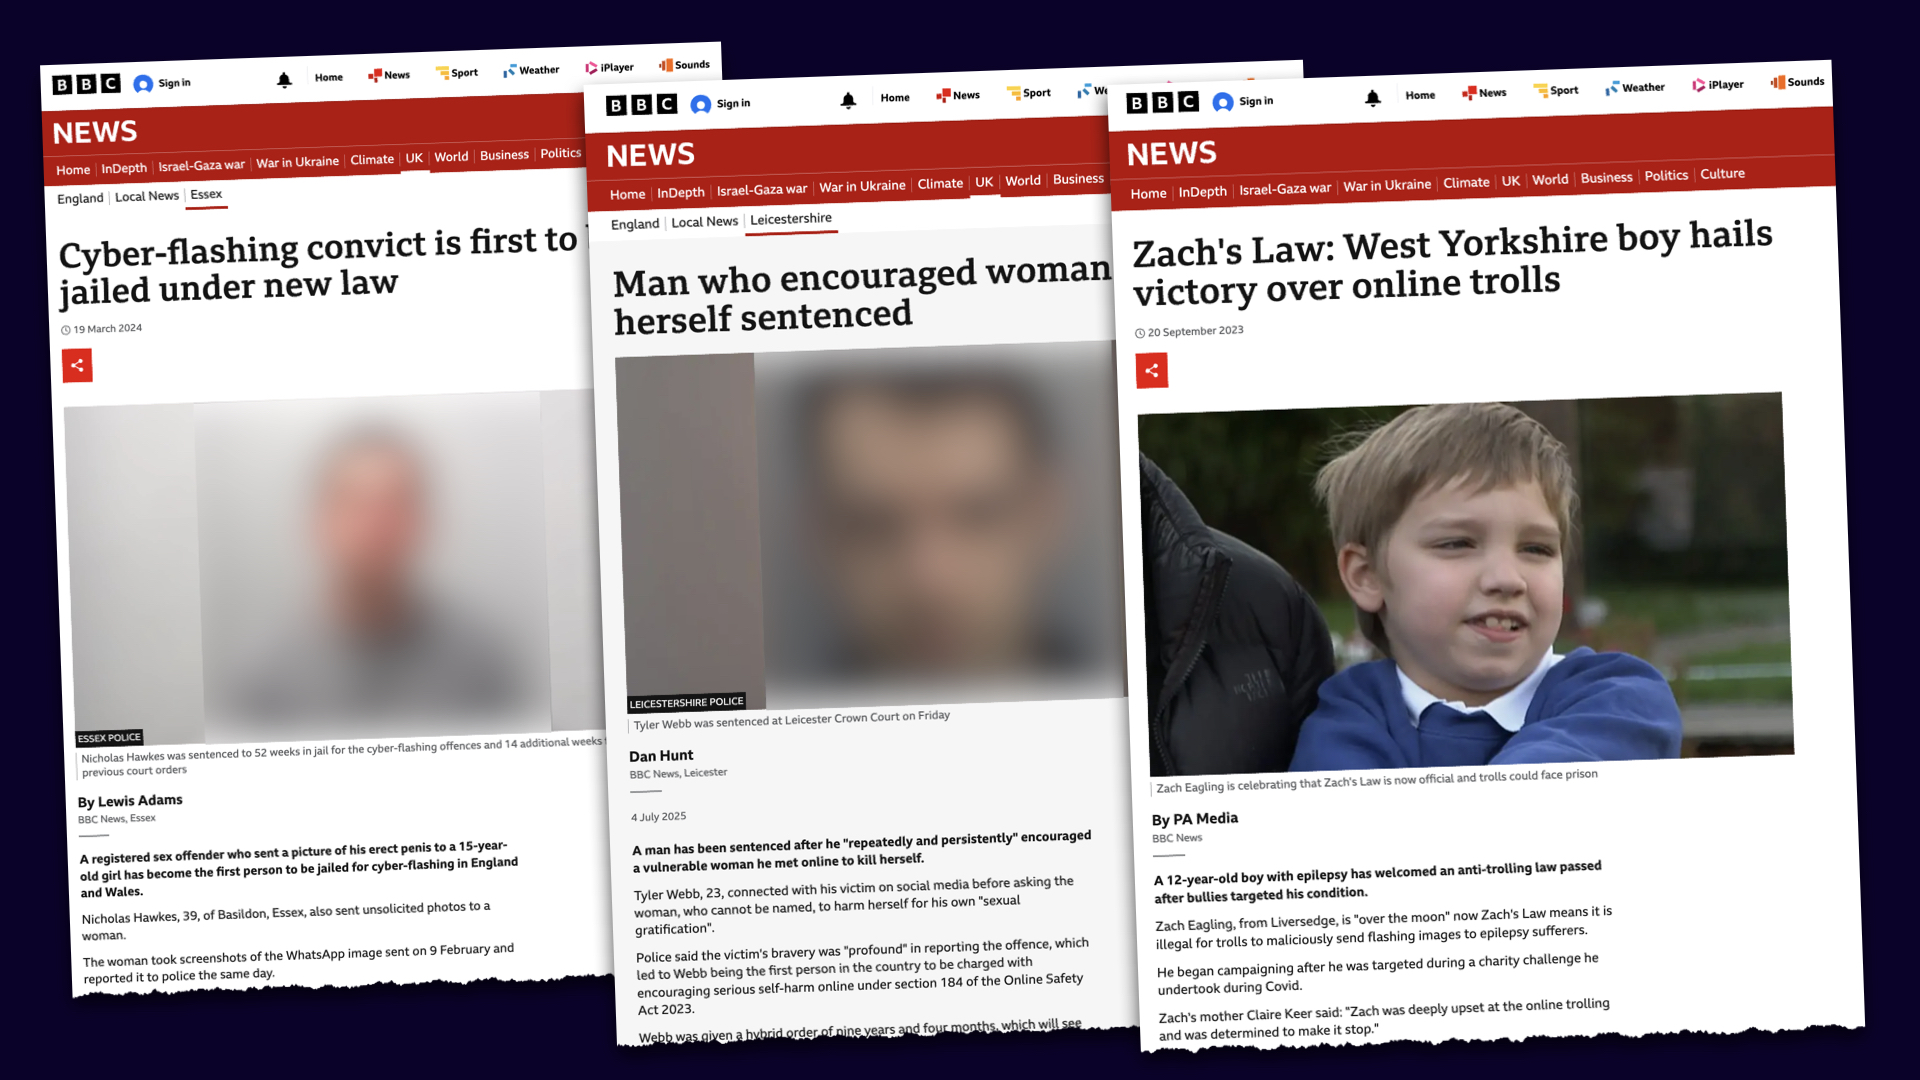 BBC Sign in Home News Sport Weather iPlayer Sounds
NEWS
Home InDepth Israel-Gaza war War in Ukraine Climate UK World Business Politics
England Local News Essex
Cyber-flashing convict is first to
jailed under new law
19 March 2024
ESSEX POLICE
Nicholas Hawkes was sentenced to 52 weeks in jail for the cyber-flashing offences and 14 additional weeks
previous court orders
By Lewis Adams
BBC News, Essex
A registered sex offender who sent a picture of his erect penis to a 15-year-
old girl has become the first person to be jailed for cyber-flashing in England
and Wales.
Nicholas Hawkes, 39, of Basildon, Essex, also sent unsolicited photos to a
woman.
The woman took screenshots of the WhatsApp image sent on 9 February and
reported it to police the same day.
BBC Sign in Home News Sport We
NEWS
Home InDepth Israel-Gaza war War in Ukraine Climate UK World Business
England Local News Leicestershire
Man who encouraged woman
herself sentenced
LEICESTERSHIRE POLICE
Tyler Webb was sentenced at Leicester Crown Court on Friday
Dan Hunt
BBC News, Leicester
4 July 2025
A man has been sentenced after he "repeatedly and persistently" encouraged
a vulnerable woman he met online to kill herself.
Tyler Webb, 23, connected with his victim on social media before asking the
woman, who cannot be named, to harm herself for his own "sexual
gratification".
Police said the victim's bravery was "profound" in reporting the offence, which
led to Webb being the first person in the country to be charged with
encouraging serious self-harm online under section 184 of the Online Safety
Act 2023.
Webb was given a hybrid order of nine years and four months, which will see
BBC Sign in Home News Sport Weather iPlayer Sounds
NEWS
Home InDepth Israel-Gaza war War in Ukraine Climate UK World Business Politics Culture
Zach's Law: West Yorkshire boy hails
victory over online trolls
20 September 2023
Zach Eagling is celebrating that Zach's Law is now official and trolls could face prison
By PA Media
BBC News
A 12-year-old boy with epilepsy has welcomed an anti-trolling law passed
after bullies targeted his condition.
Zach Eagling, from Liversedge, is "over the moon" now Zach's Law means it is
illegal for trolls to maliciously send flashing images to epilepsy sufferers.
He began campaigning after he was targeted during a charity challenge he
undertook during Covid.
Zach's mother Claire Keer said: "Zach was deeply upset at the online trolling
and was determined to make it stop."